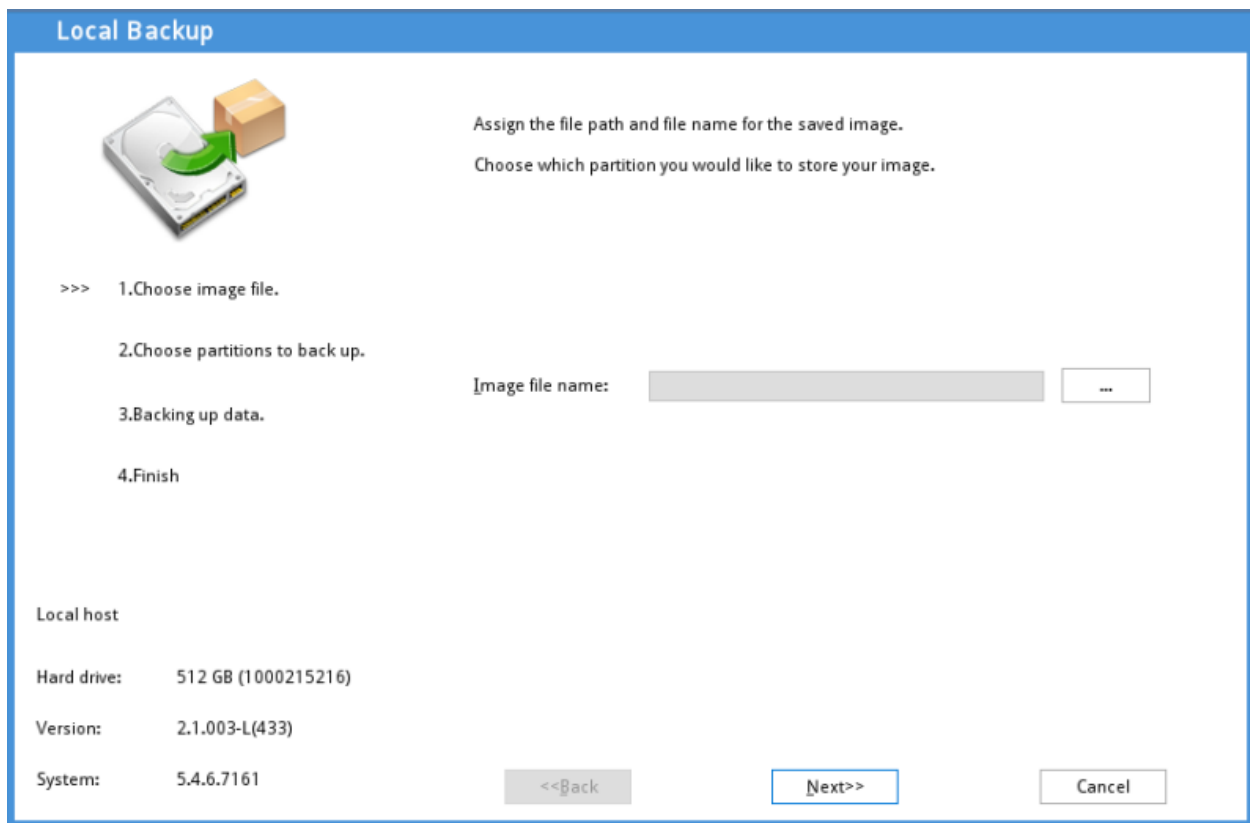 Local Backup
Assign the file path and file name for the saved image.
Choose which partition you would like to store your image.
>>> 1.Choose image file.
2.Choose partitions to back up.
Image file name: ...
3.Backing up data.
4.Finish
Local host
Hard drive: 512 GB (1000215216)
Version: 2.1.003-L(433)
System: 5.4.6.7161
<<Back Next>> Cancel